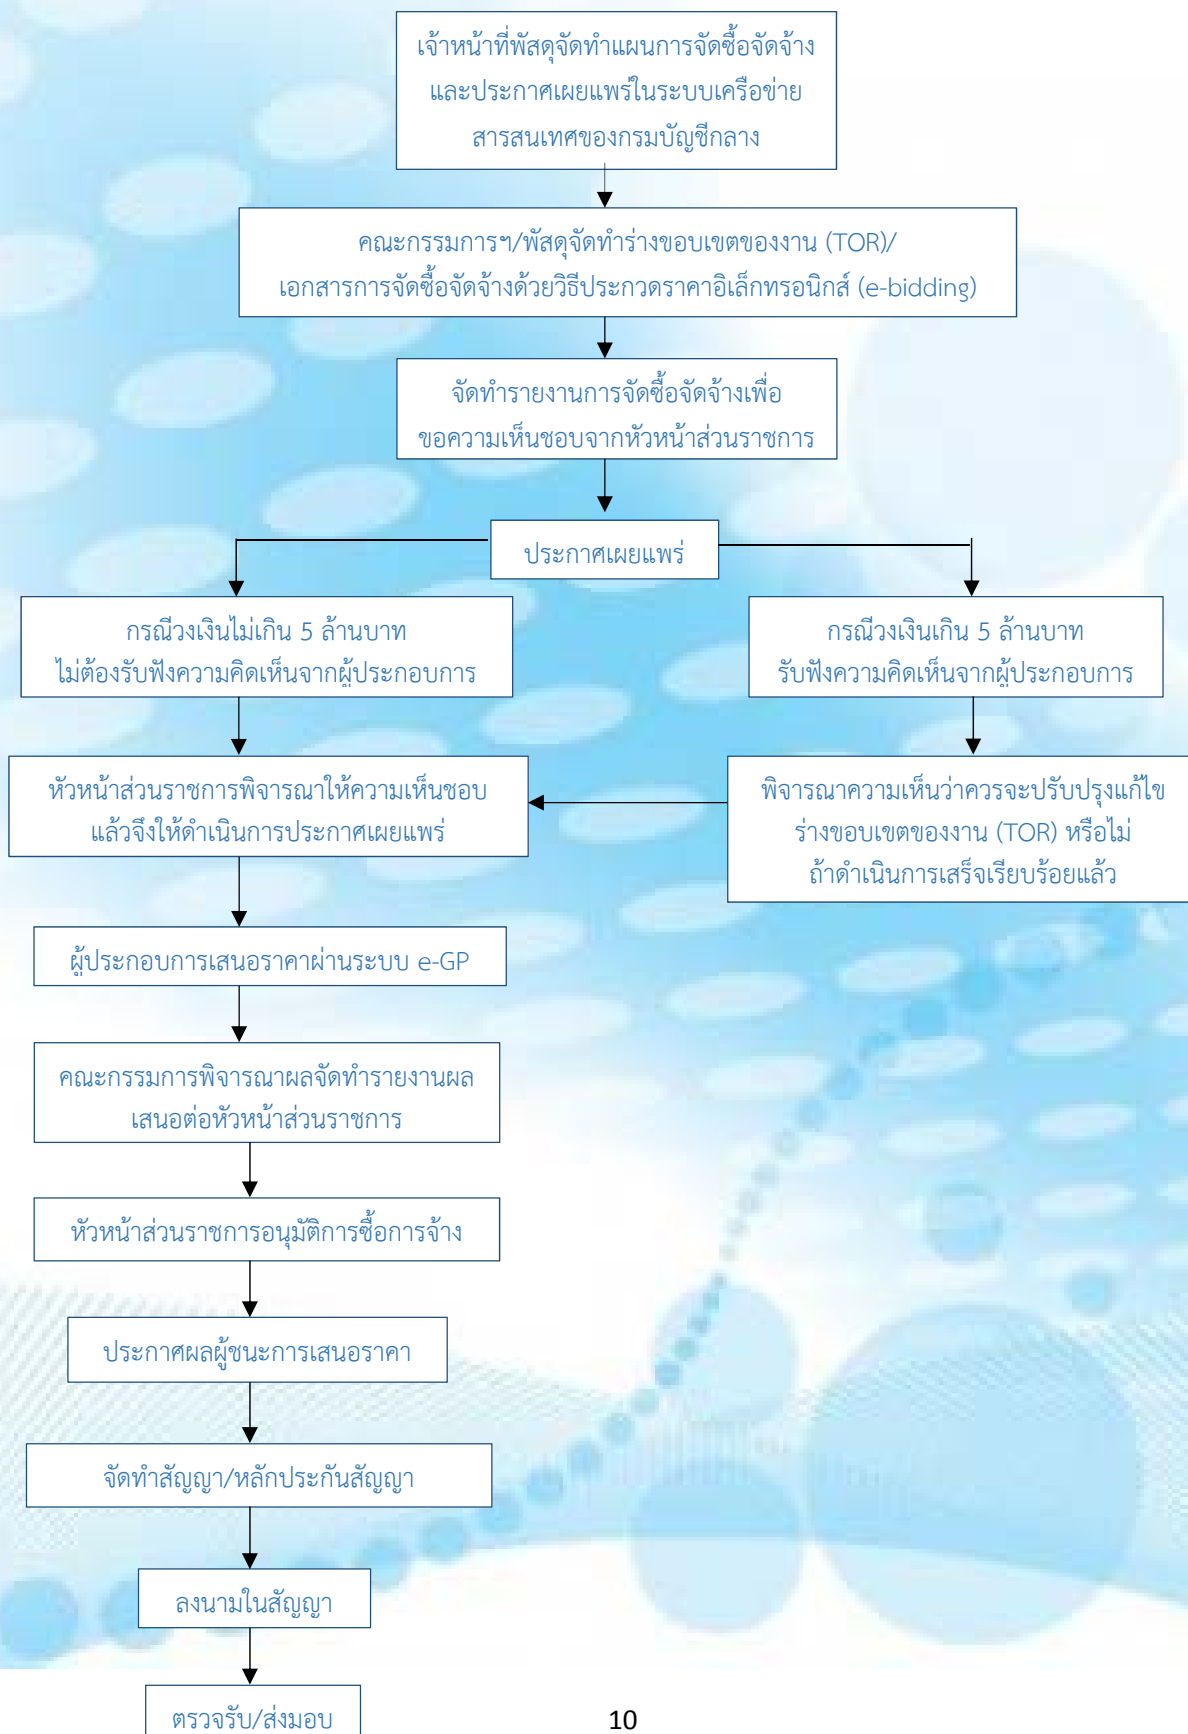 เจ้าหน้าที่พัสดุจัดทำแผนการจัดซื้อจัดจ้าง
และประกาศเผยแพร่ในระบบเครือข่าย
สารสนเทศของกรมบัญชีกลาง
คณะกรรมการฯ/พัสดุจัดทำร่างขอบเขตของงาน (TOR)/
เอกสารการจัดซื้อจัดจ้างด้วยวิธีประกวดราคาอิเล็กทรอนิกส์ (e-bidding)
จัดทำรายงานการจัดซื้อจัดจ้างเพื่อ
ขอความเห็นชอบจากหัวหน้าส่วนราชการ
ประกาศเผยแพร่
กรณีวงเงินไม่เกิน 5 ล้านบาท
ไม่ต้องรับฟังความคิดเห็นจากผู้ประกอบการ
กรณีวงเงินเกิน 5 ล้านบาท
รับฟังความคิดเห็นจากผู้ประกอบการ
หัวหน้าส่วนราชการพิจารณาให้ความเห็นชอบ
แล้วจึงให้ดำเนินการประกาศเผยแพร่
พิจารณาความเห็นว่าควรจะปรับปรุงแก้ไข
ร่างขอบเขตของงาน (TOR) หรือไม่
ถ้าดำเนินการเสร็จเรียบร้อยแล้ว
ผู้ประกอบการเสนอราคาผ่านระบบ e-GP
คณะกรรมการพิจารณาผลจัดทำรายงานผล
เสนอต่อหัวหน้าส่วนราชการ
หัวหน้าส่วนราชการอนุมัติการซื้อการจ้าง
ประกาศผลผู้ชนะการเสนอราคา
จัดทำสัญญา/หลักประกันสัญญา
ลงนามในสัญญา
ตรวจรับ/ส่งมอบ
10